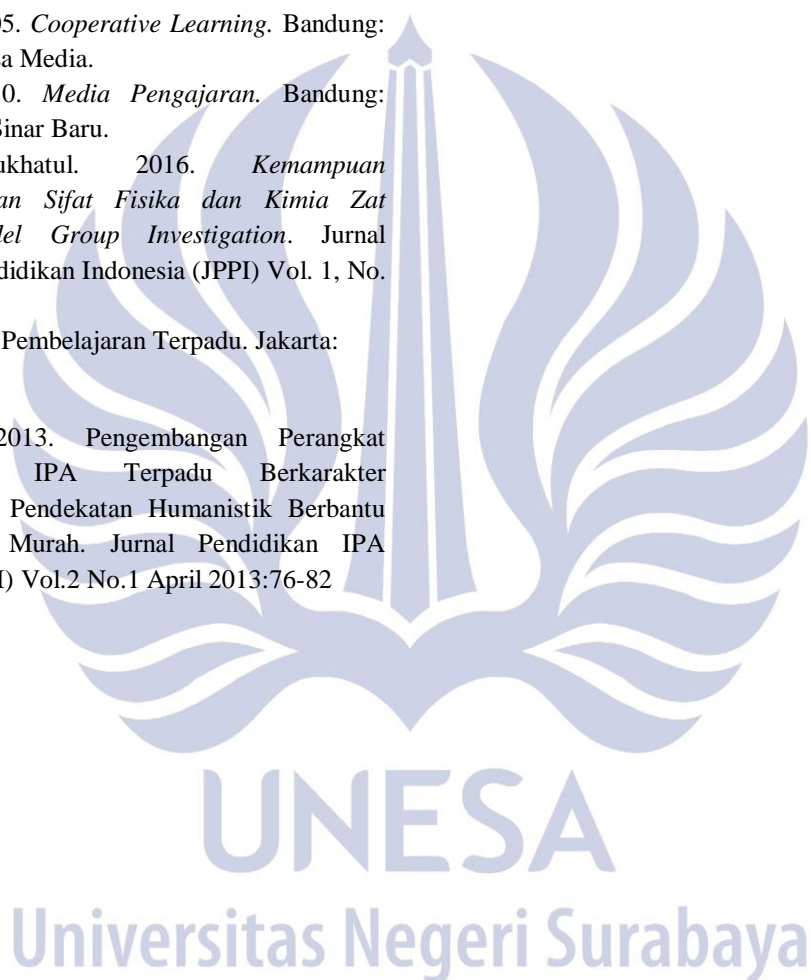 05. Cooperative Learning. Bandung:
a Media.
0. Media Pengajaran. Bandung:
Sinar Baru.
ukhatul. 2016. Kemampuan
an Sifat Fisika dan Kimia Zat
del Group Investigation. Jurnal
didikan Indonesia (JPPI) Vol. 1, No.
Pembelajaran Terpadu. Jakarta:
2013. Pengembangan Perangkat
IPA Terpadu Berkarakter
Pendekatan Humanistik Berbantu
Murah. Jurnal Pendidikan IPA
I) Vol.2 No.1 April 2013:76-82
UNESA
Universitas Negeri Surabaya